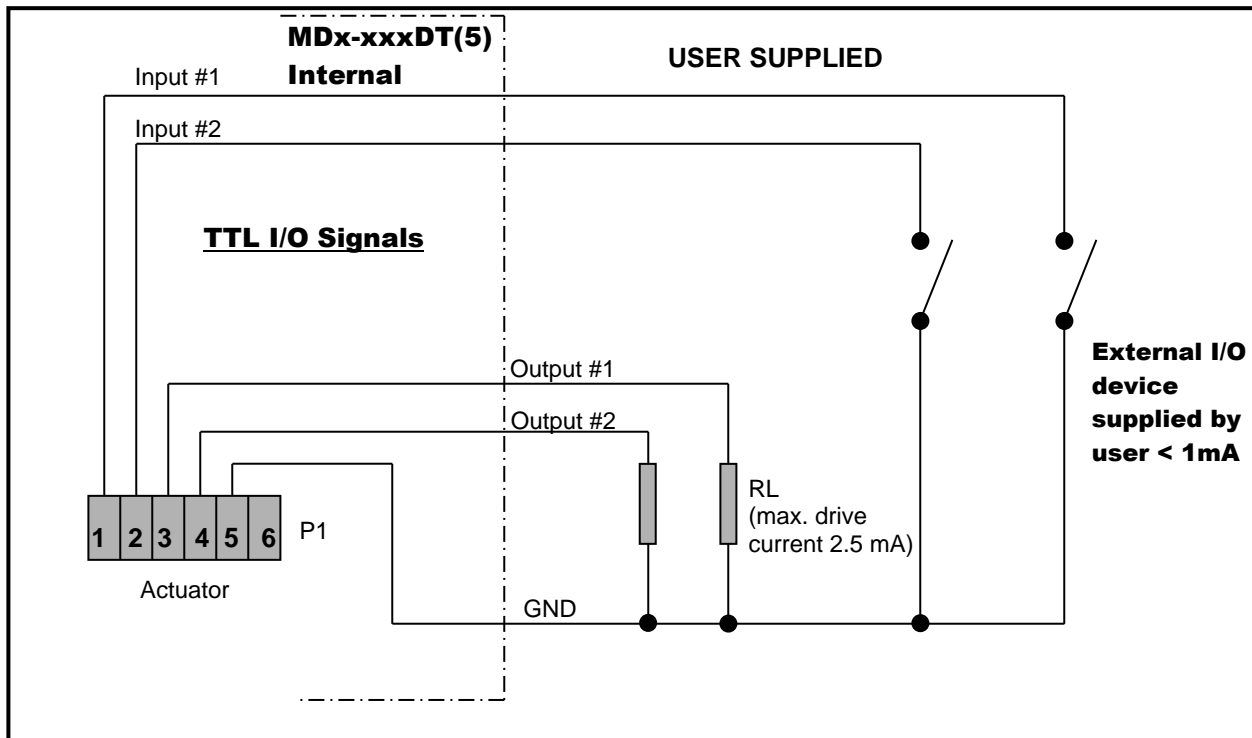 MDx-xxxDT(5)
Internal
USER SUPPLIED
Input #1
Input #2
TTL I/O Signals
External I/O
device
supplied by
user < 1mA
Output #1
Output #2
RL
(max. drive
current 2.5 mA)
1 2 3 4 5 6
P1
Actuator
GND